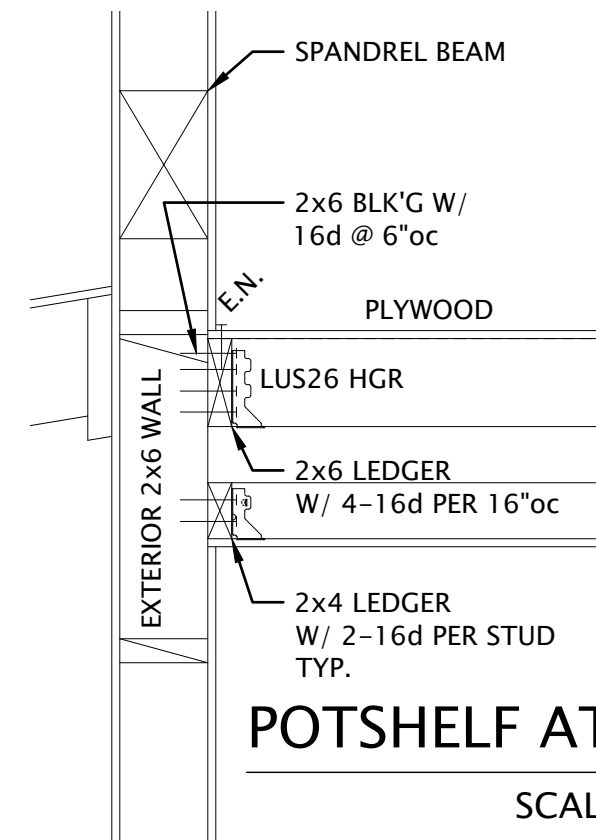 SPANDREL BEAM
2x6 BLK'G W/
16d @ 6"oc
E.N.
PLYWOOD
LUS26 HGR
EXTERIOR 2x6 WALL
2x6 LEDGER
W/ 4-16d PER 16"oc
2x4 LEDGER
W/ 2-16d PER STUD
TYP.
POTSHELF AT
SCAL